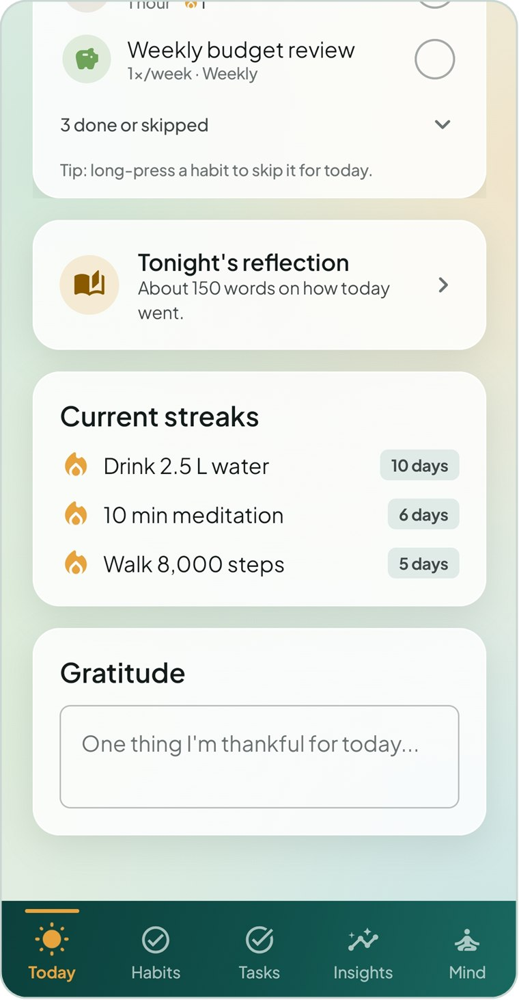 1 hour 1
Weekly budget review
1×/week · Weekly
3 done or skipped
Tip: long-press a habit to skip it for today.
Tonight's reflection
About 150 words on how today
went.
Current streaks
Drink 2.5 L water 10 days
10 min meditation 6 days
Walk 8,000 steps 5 days
Gratitude
One thing I'm thankful for today...
Today Habits Tasks Insights Mind